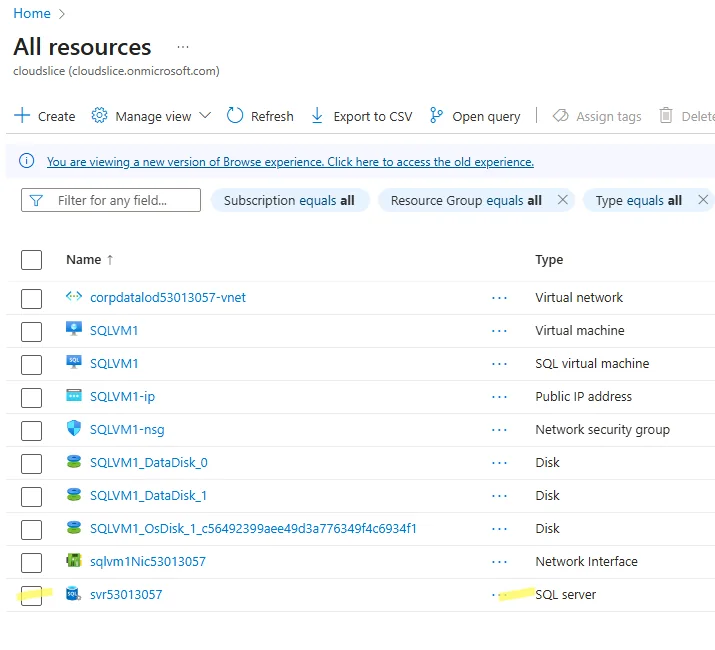 Home
All resources ...
cloudslice (cloudslice.onmicrosoft.com)
Create Manage view Refresh Export to CSV Open query Assign tags Delete
You are viewing a new version of Browse experience. Click here to access the old experience.
Filter for any field... Subscription equals all Resource Group equals all Type equals all
Name ↑ Type
corpdatalod53013057-vnet ... Virtual network
SQLVM1 ... Virtual machine
SQLVM1 ... SQL virtual machine
SQLVM1-ip ... Public IP address
SQLVM1-nsg ... Network security group
SQLVM1_DataDisk_0 ... Disk
SQLVM1_DataDisk_1 ... Disk
SQLVM1_OsDisk_1_c56492399aee49d3a776349f4c6934f1 ... Disk
sqlvm1Nic53013057 ... Network Interface
svr53013057 ... SQL server